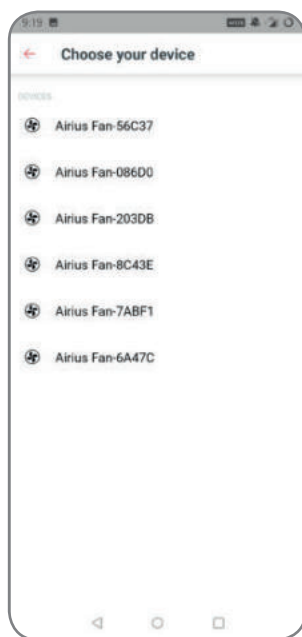 9:19
Choose your device
DEVICES
Airius Fan-56C37
Airius Fan-086D0
Airius Fan-203DB
Airius Fan-8C43E
Airius Fan-7ABF1
Airius Fan-6A47C